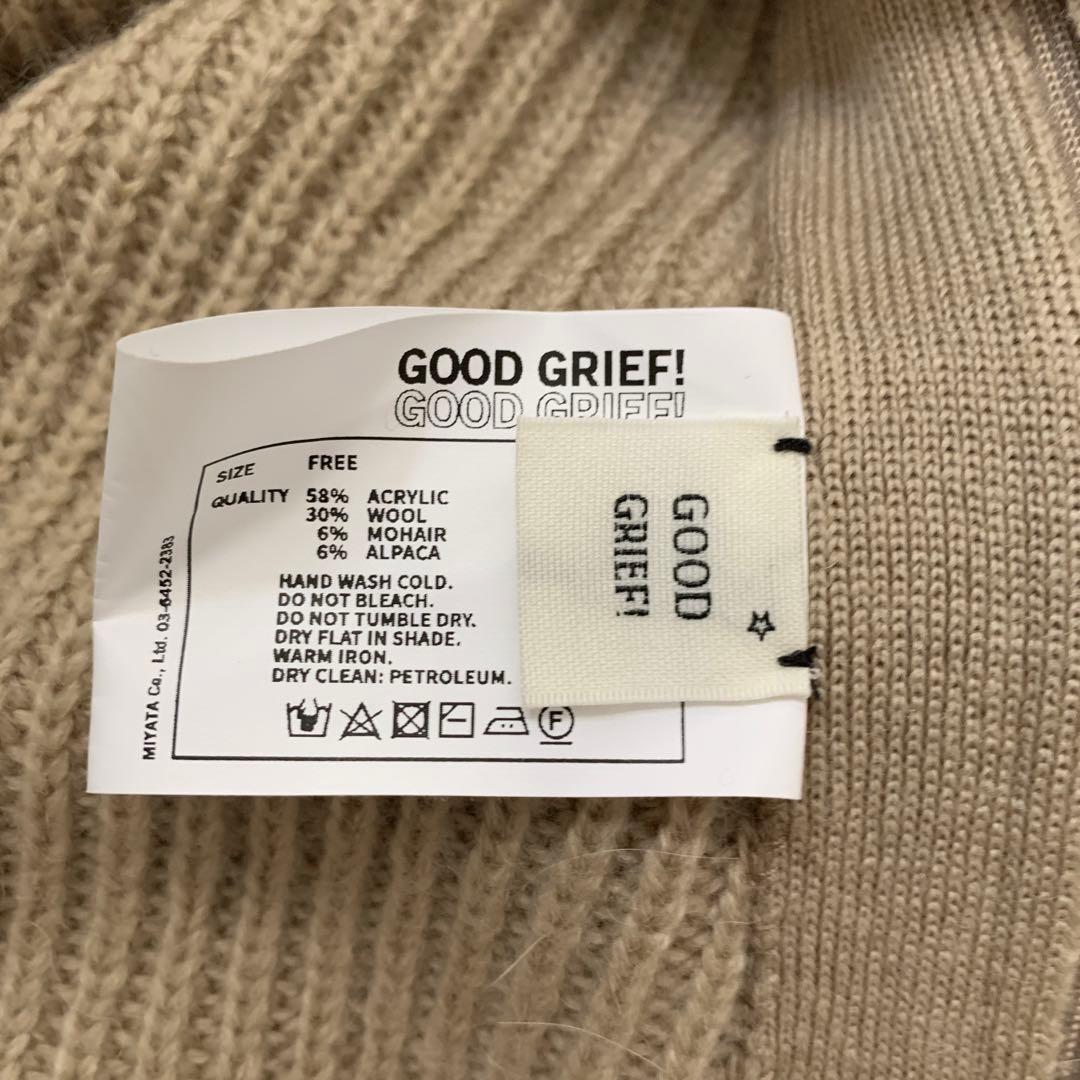 GOOD GRIEF!
GOOD GRIEF!
SIZE FREE
QUALITY 58% ACRYLIC
30% WOOL
6% MOHAIR
6% ALPACA
HAND WASH COLD.
DO NOT BLEACH.
DO NOT TUMBLE DRY.
DRY FLAT IN SHADE.
WARM IRON.
DRY CLEAN: PETROLEUM.
F
MIYATA Co., Ltd. 03-6452-2383
GOOD
GRIEF!